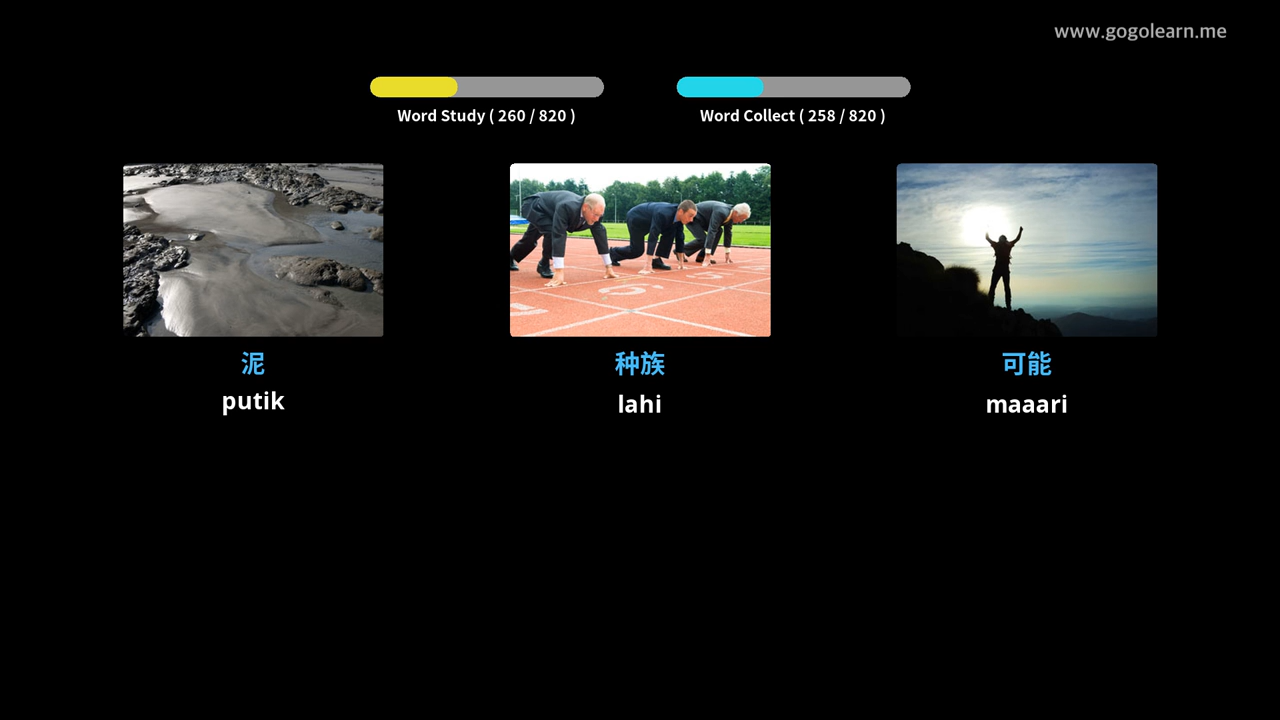 www.gogolearn.me
Word Study ( 260 / 820 )
Word Collect ( 258 / 820 )
泥
putik
种族
lahi
可能
maaari